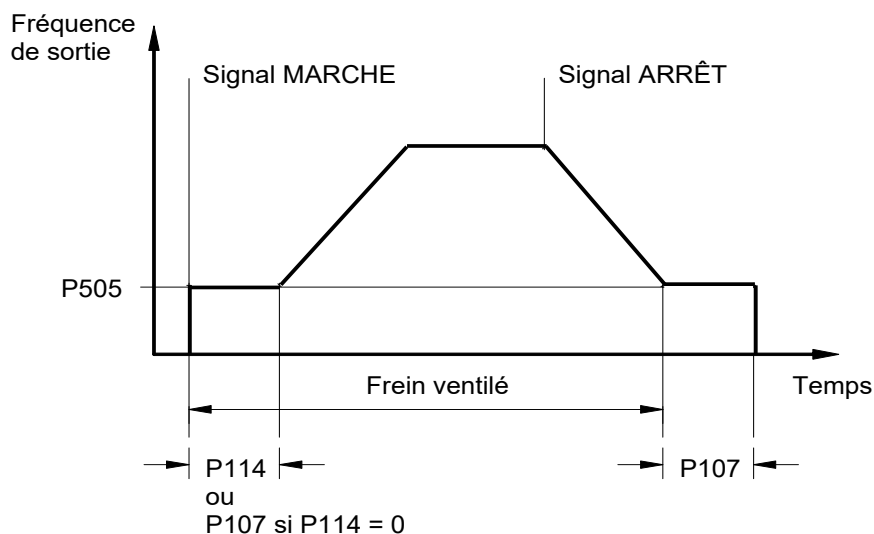 Fréquence
de sortie
Signal MARCHE
Signal ARRÊT
P505
Frein ventilé
Temps
P114
ou
P107 si P114 = 0
P107